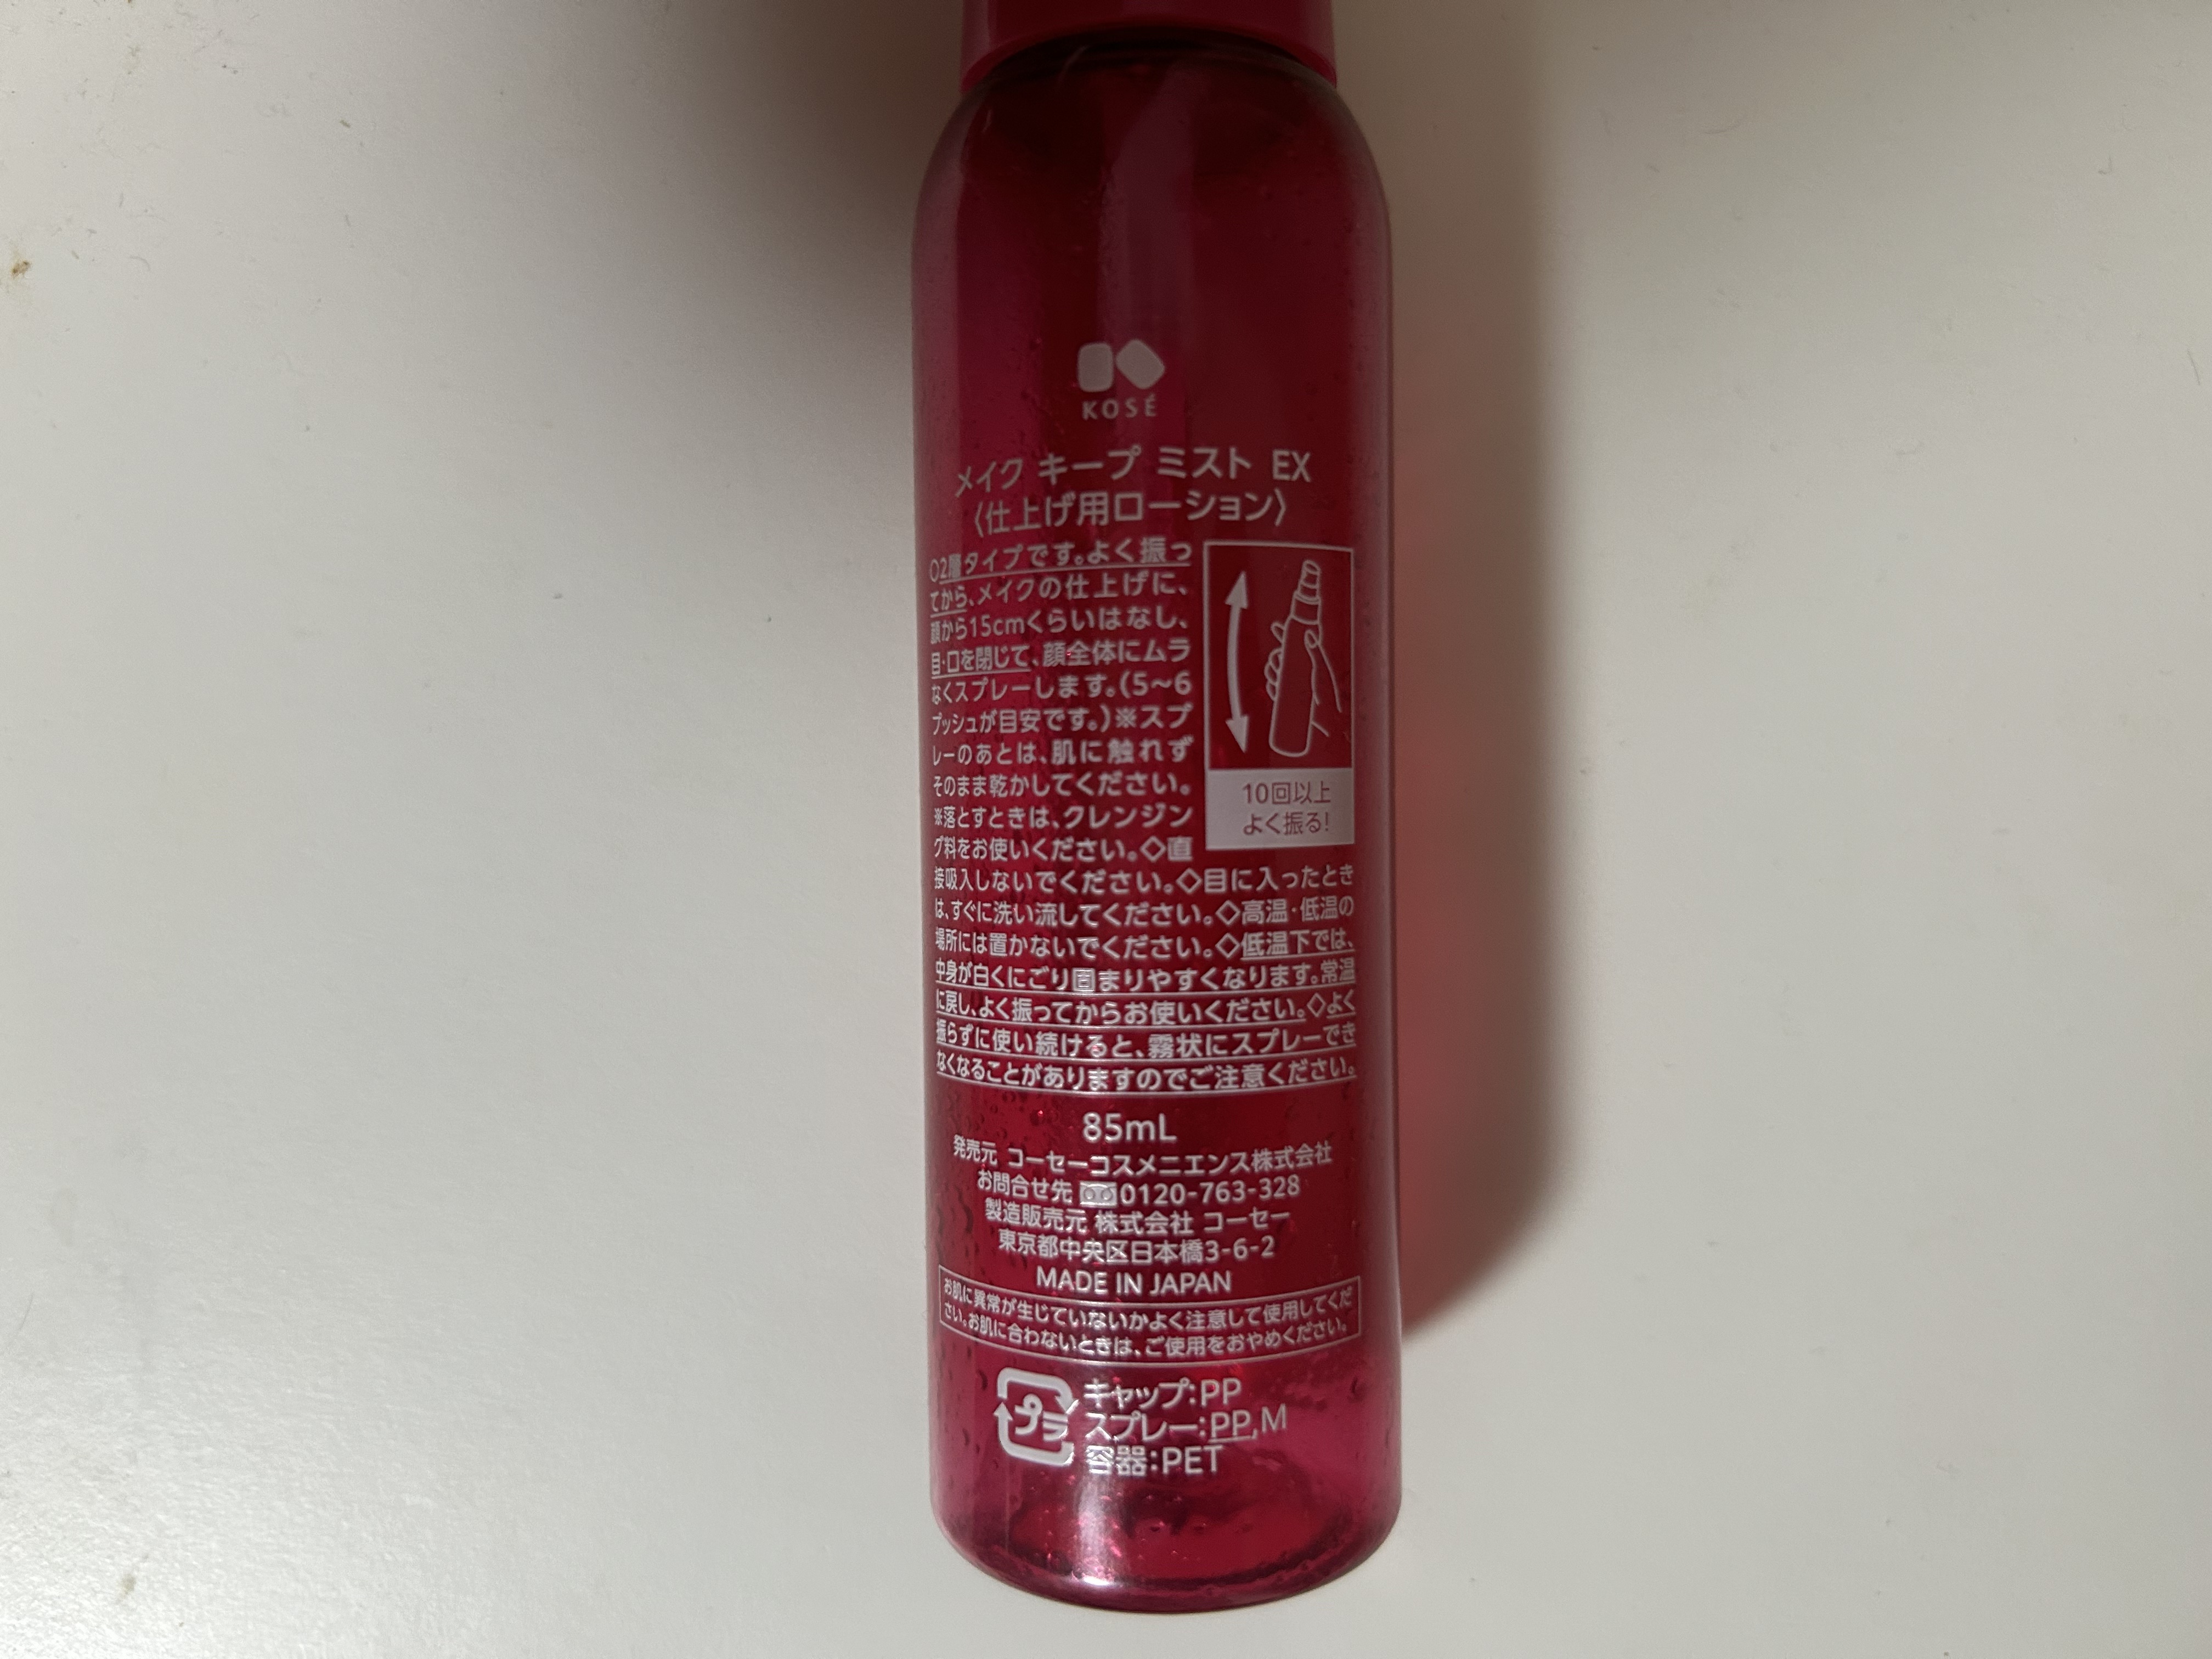 KOSÉ
メイク キープ ミスト EX
〈仕上げ用ローション〉
○2層タイプです。よく振っ
てから、メイクの仕上げに、
顔から15cmくらいはなし、
目・口を閉じて、顔全体にムラ
なくスプレーします。(5〜6
プッシュが目安です。)※スプ
レーのあとは、肌に触れず
そのまま乾かしてください。
※落とすときは、クレンジン
グ料をお使いください。◇直
10回以上
よく振る!
接吸入しないでください。◇目に入ったとき
は、すぐに洗い流してください。◇高温・低温の
場所には置かないでください。◇低温下では、
中身が白くにごり固まりやすくなります。常温
に戻し、よく振ってからお使いください。◇よく
振らずに使い続けると、霧状にスプレーでき
なくなることがありますのでご注意ください。
85mL
発売元 コーセーコスメニエンス株式会社
お問合せ先 0120-763-328
製造販売元 株式会社 コーセー
東京都中央区日本橋3-6-2
MADE IN JAPAN
お肌に異常が生じていないかよく注意して使用してくだ
さい。お肌に合わないときは、ご使用をおやめください。
プラ
キャップ:PP
スプレー:PP,M
容器:PET